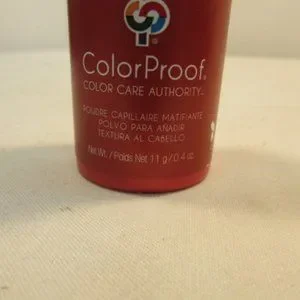 ColorProof®
COLOR CARE AUTHORITY™
POUDRE CAPILLAIRE MATIFIANTE
POLVO PARA AÑADIR
TEXTURA AL CABELLO
Net Wt. / Poids Net 11 g / 0.4 oz.